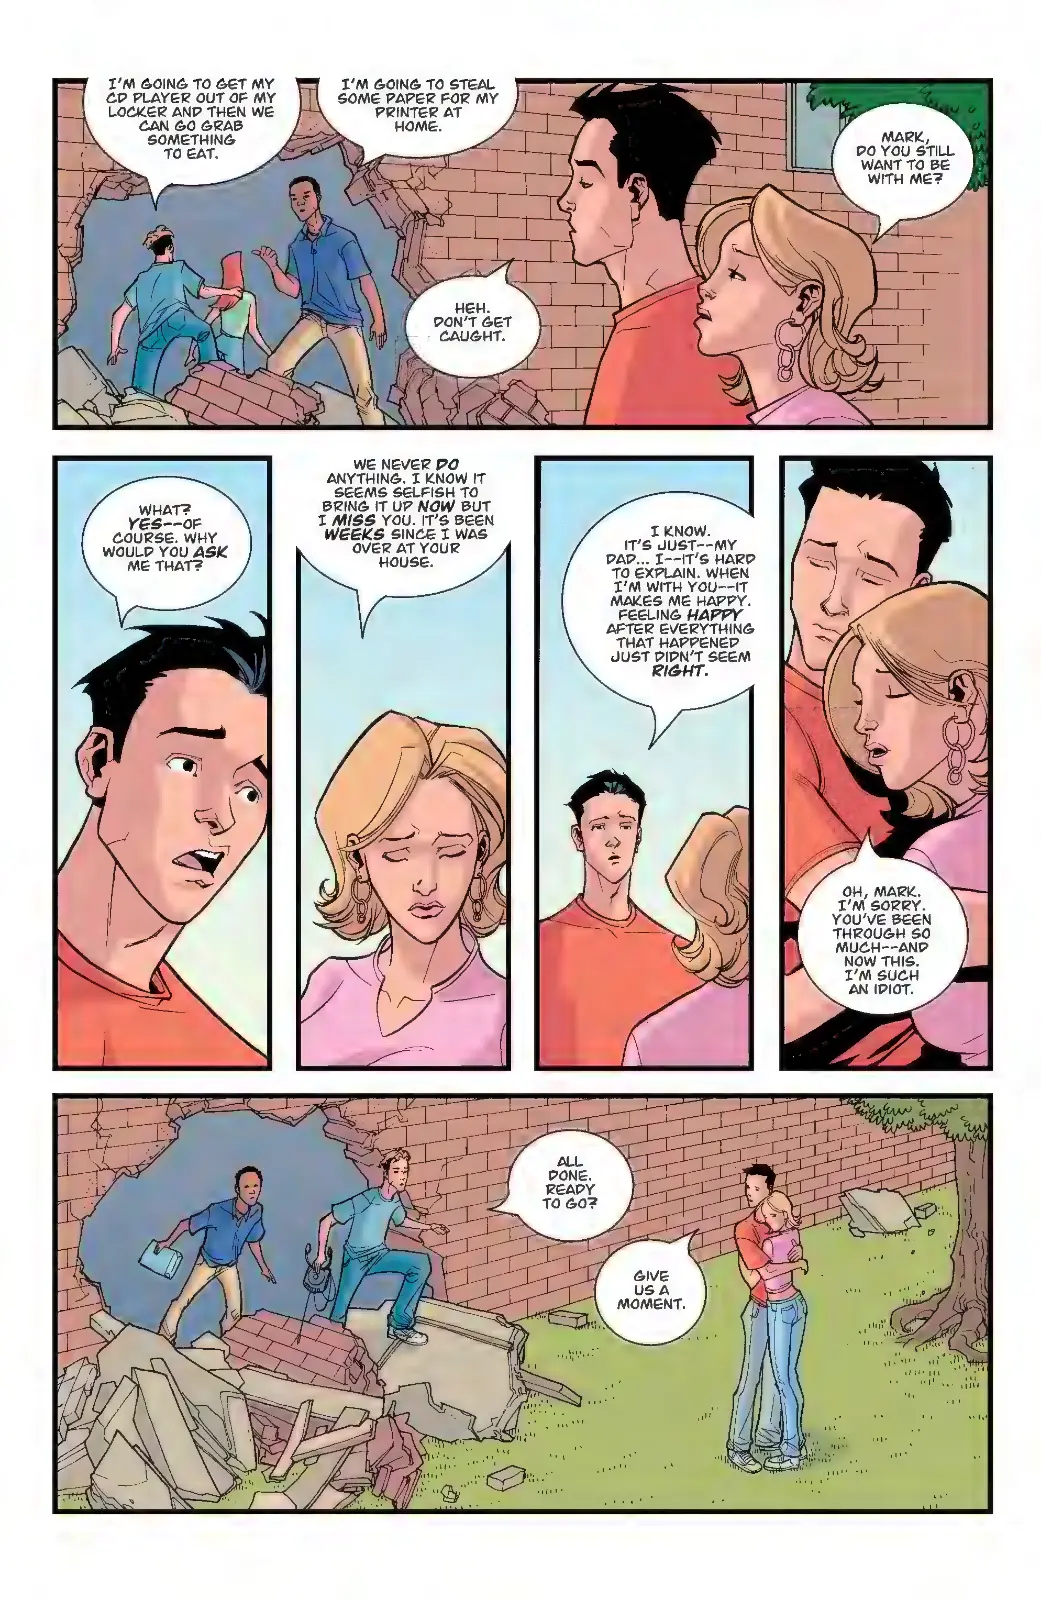 I'M GOING TO GET MY
CD PLAYER OUT OF MY
LOCKER AND THEN WE
CAN GO GRAB
SOMETHING
TO EAT.
I'M GOING TO STEAL
SOME PAPER FOR MY
PRINTER AT
HOME.
HEH.
DON'T GET
CAUGHT.
MARK,
DO YOU STILL
WANT TO BE
WITH ME?
WHAT?
YES--OF
COURSE. WHY
WOULD YOU ASK
ME THAT?
WE NEVER DO
ANYTHING. I KNOW IT
SEEMS SELFISH TO
BRING IT UP NOW BUT
I MISS YOU. IT'S BEEN
WEEKS SINCE I WAS
OVER AT YOUR
HOUSE.
I KNOW.
IT'S JUST--MY
DAD... I--IT'S HARD
TO EXPLAIN. WHEN
I'M WITH YOU--IT
MAKES ME HAPPY.
FEELING HAPPY
AFTER EVERYTHING
THAT HAPPENED
JUST DIDN'T SEEM
RIGHT.
OH, MARK.
I'M SORRY.
YOU'VE BEEN
THROUGH SO
MUCH--AND
NOW THIS.
I'M SUCH
AN IDIOT.
ALL
DONE.
READY
TO GO?
GIVE
US A
MOMENT.